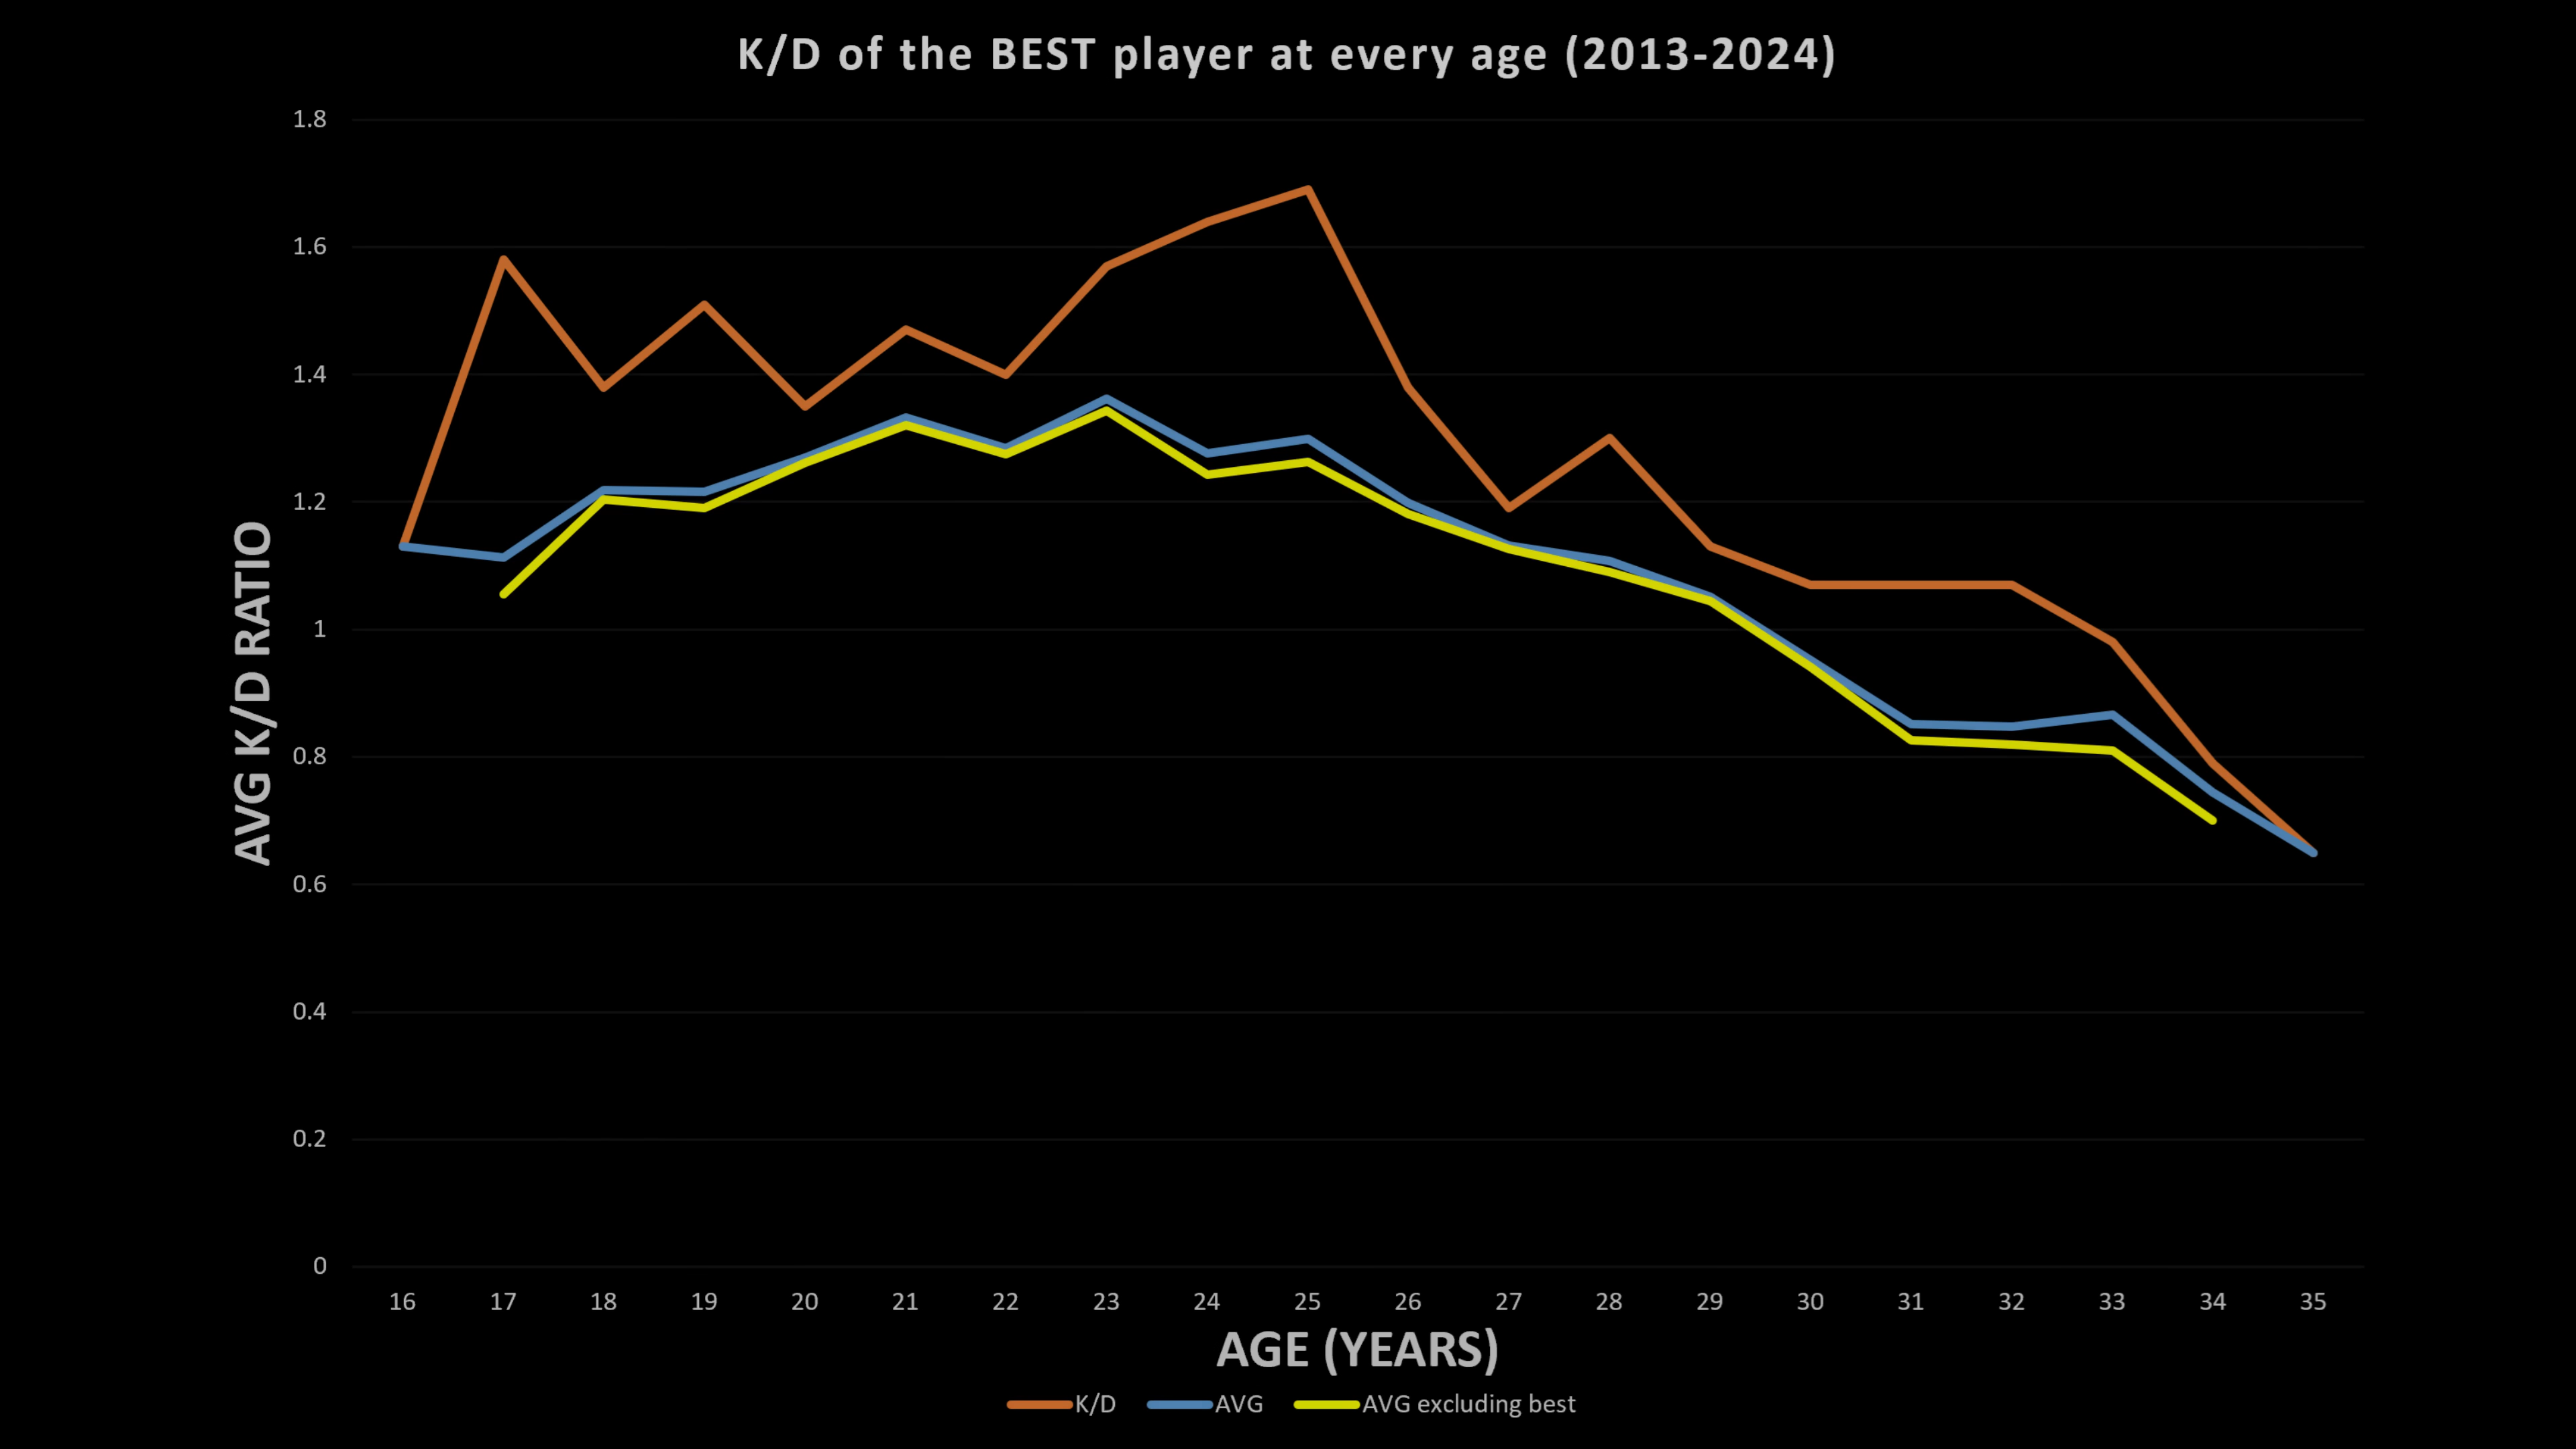 K/D of the BEST player at every age (2013-2024)
1.8
1.6
1.4
1.2
1
0.8
0.6
0.4
0.2
0
AVG K/D RATIO
16 17 18 19 20 21 22 23 24 25 26 27 28 29 30 31 32 33 34 35
AGE (YEARS)
K/D AVG AVG excluding best